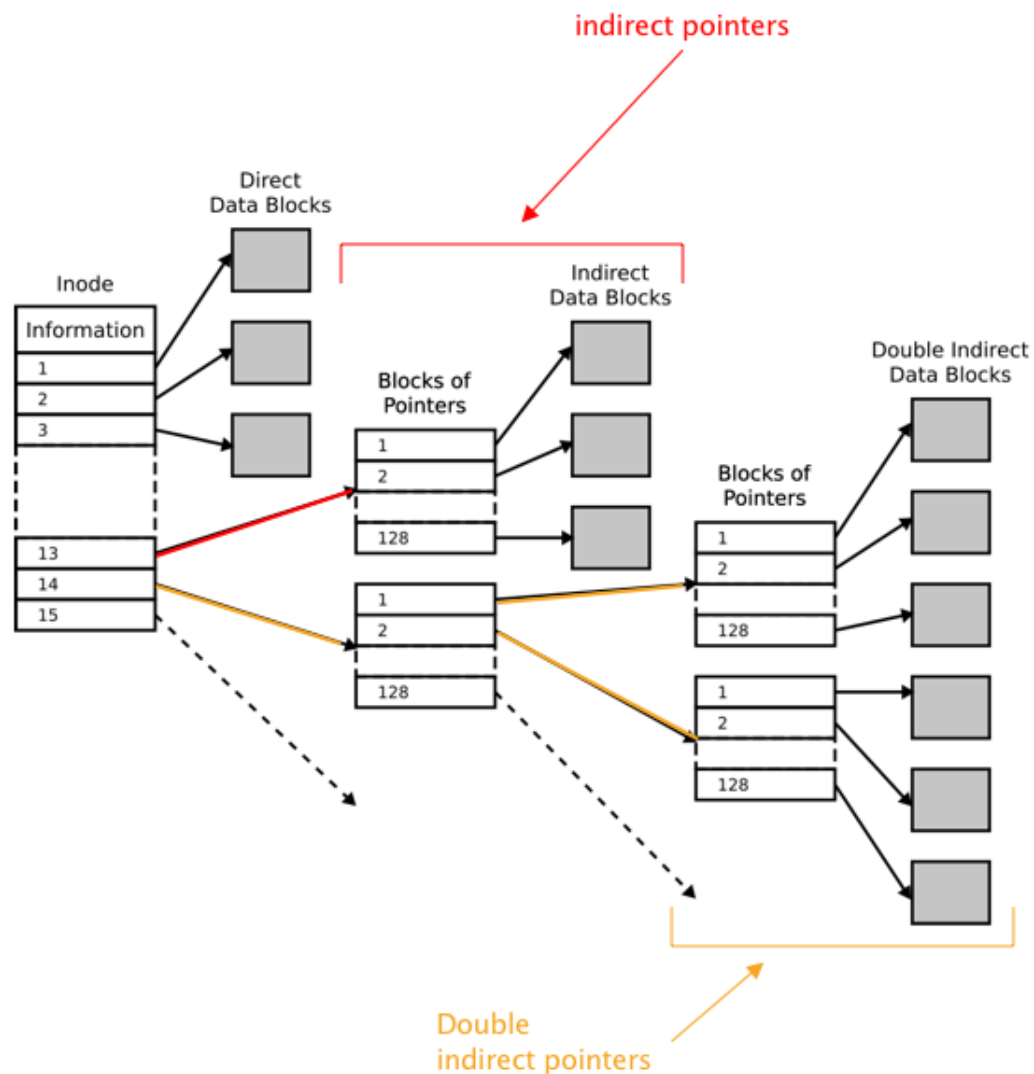 indirect pointers
Direct
Data Blocks
Inode
Information
1
2
3
13
14
15
Blocks of
Pointers
1
2
128
1
2
128
Indirect
Data Blocks
Blocks of
Pointers
1
2
128
1
2
128
Double Indirect
Data Blocks
Double
indirect pointers